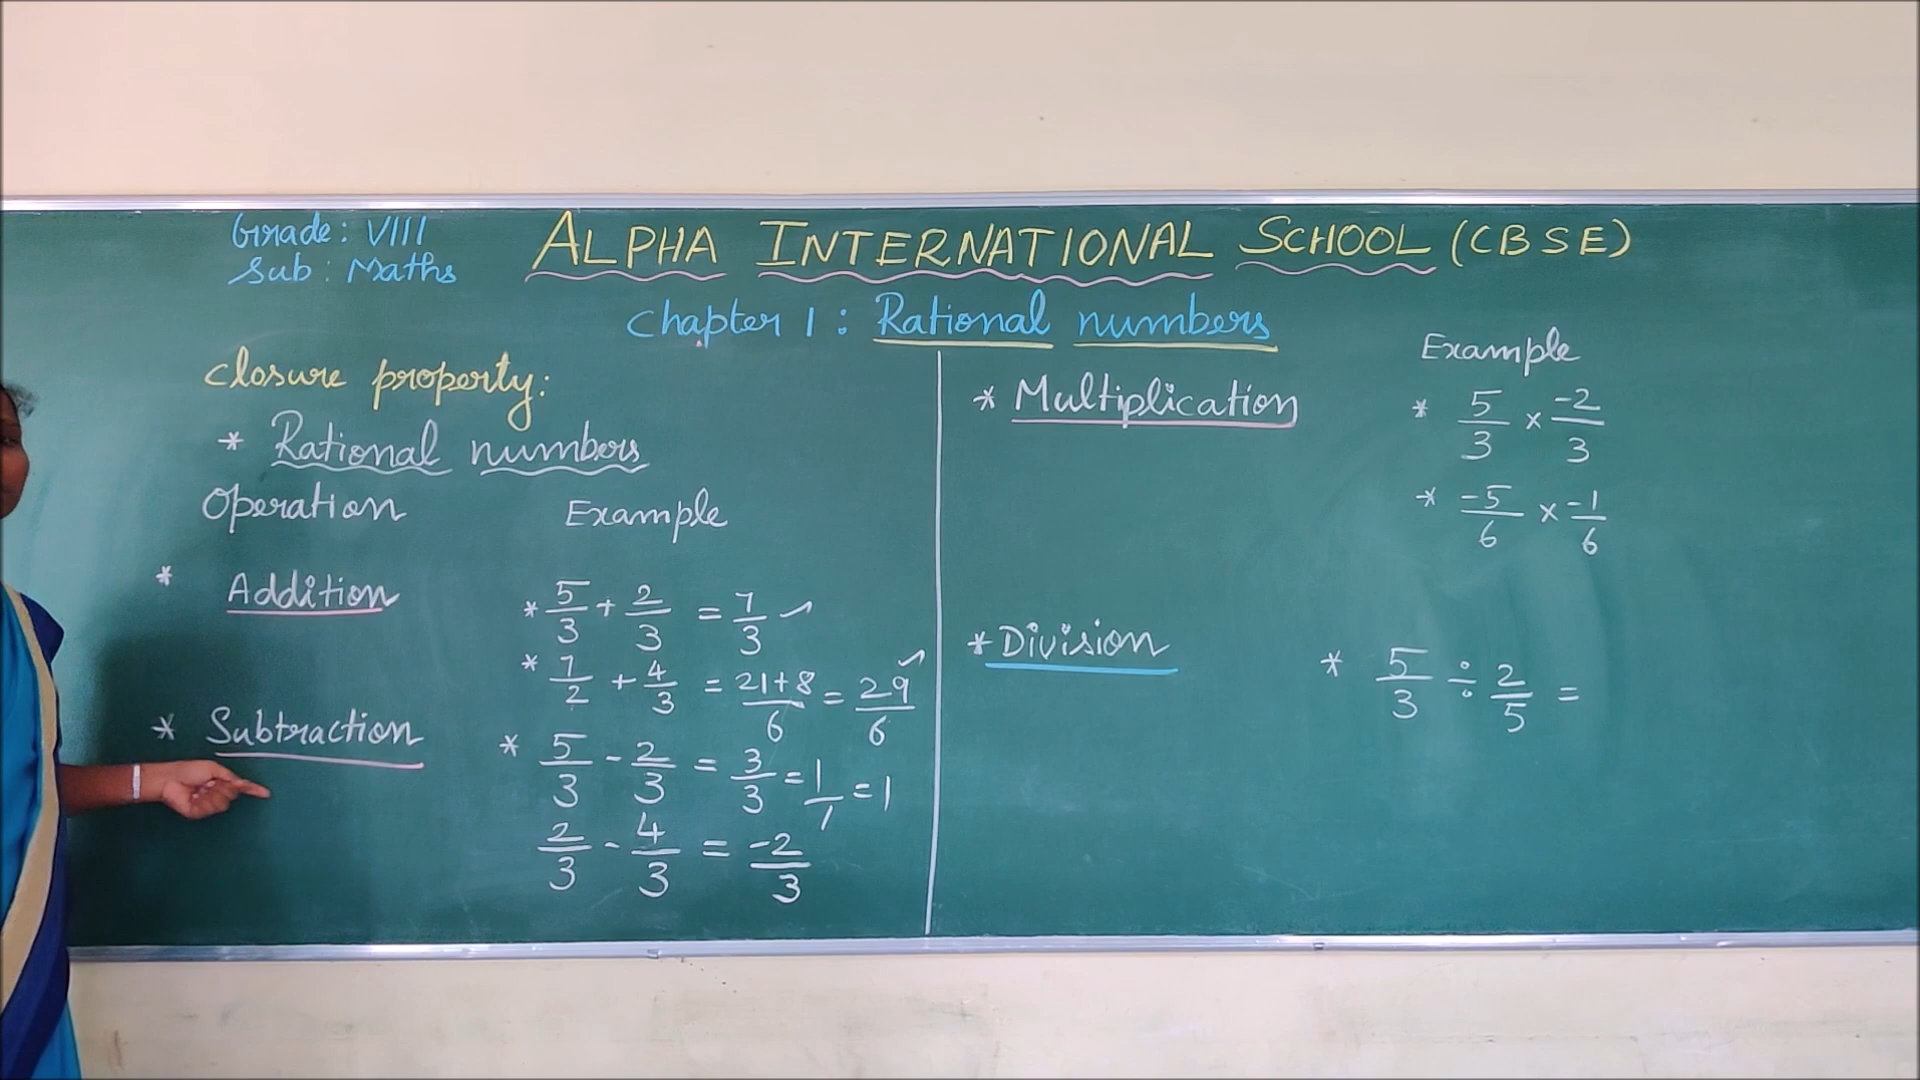 Grade: VIII
Sub: Maths
ALPHA INTERNATIONAL SCHOOL (CBSE)
Chapter 1: Rational numbers
Closure property:
* Rational numbers
Operation Example
* Addition
* 5/3 + 2/3 = 7/3 ✓
* 7/2 + 4/3 = 21+8/6 = 29/6 ✓
* Subtraction
* 5/3 - 2/3 = 3/3 = 1/1 = 1
2/3 - 4/3 = -2/3
* Multiplication
Example
* 5/3 × -2/3
* -5/6 × -1/6
* Division
* 5/3 ÷ 2/5 =